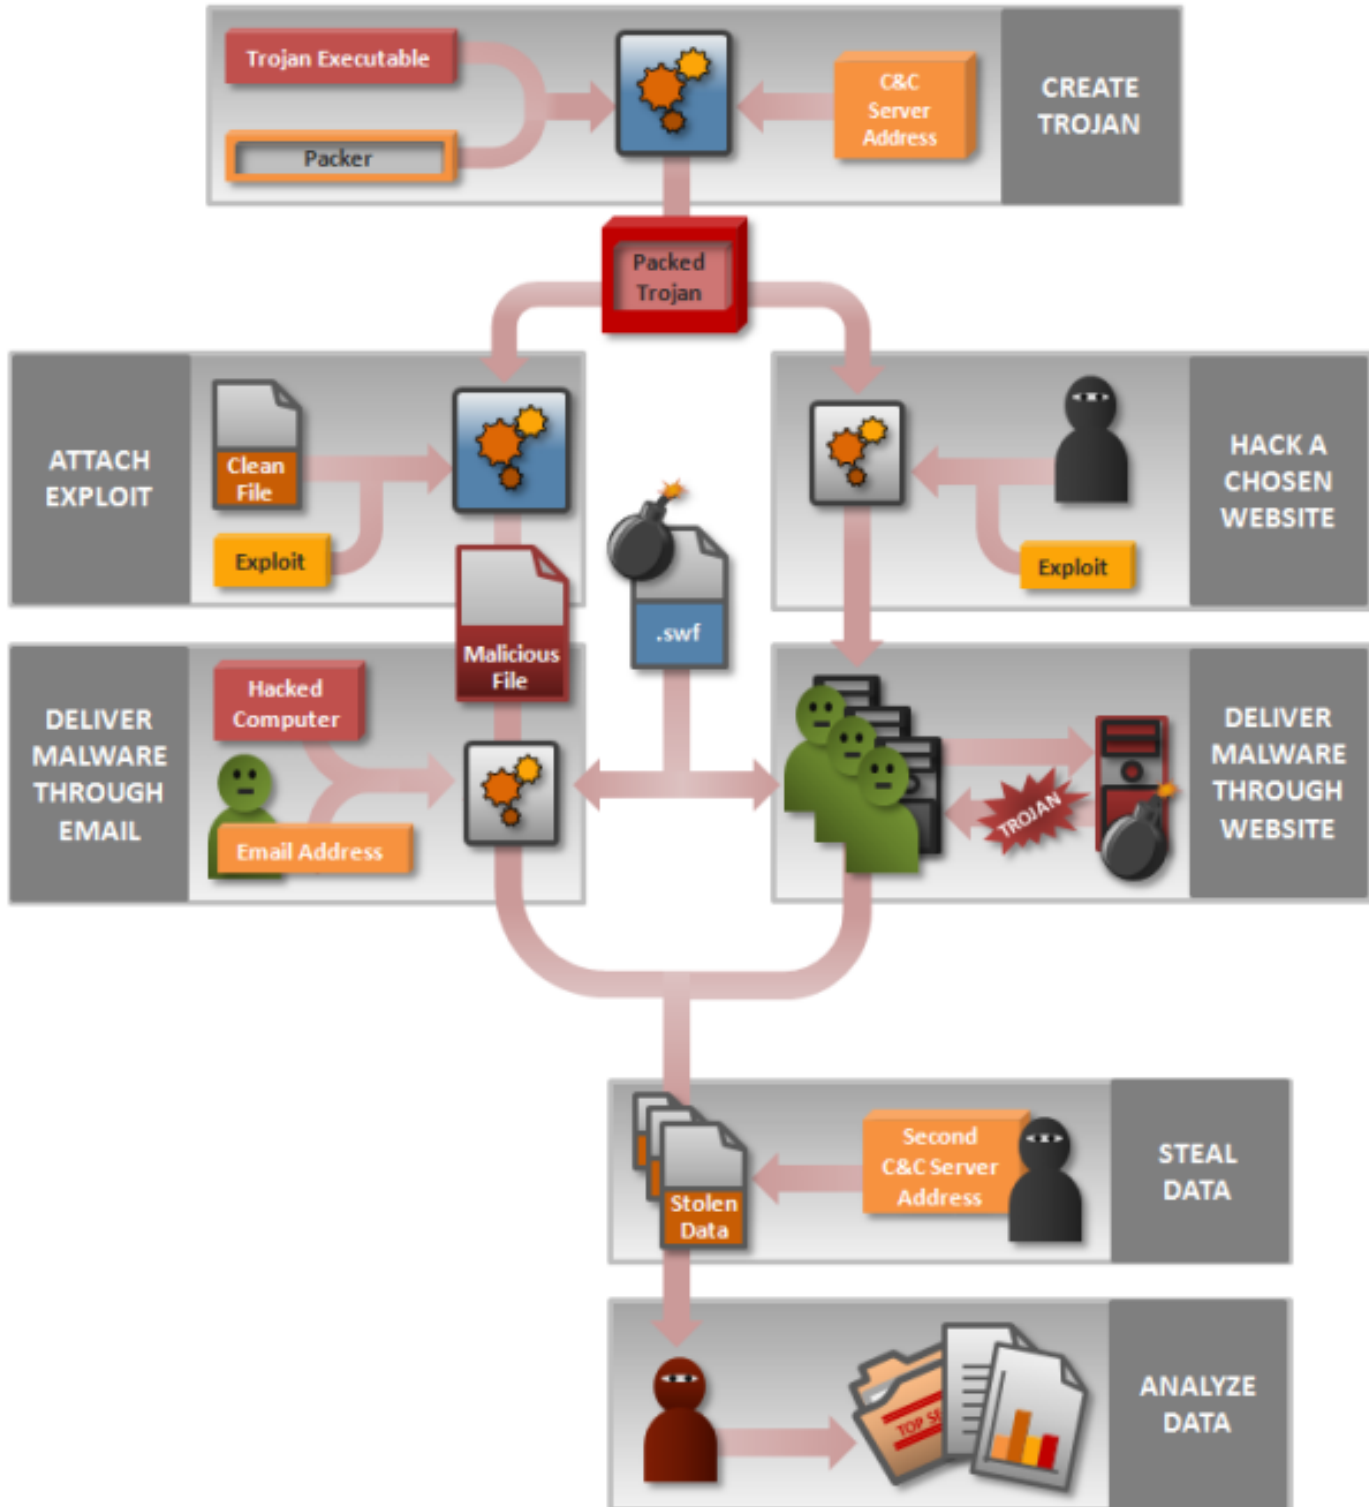 Trojan Executable
Packer
C&C
Server
Address
CREATE
TROJAN
Packed
Trojan
ATTACH
EXPLOIT
Clean
File
Exploit
Malicious
File
.swf
Exploit
HACK A
CHOSEN
WEBSITE
DELIVER
MALWARE
THROUGH
EMAIL
Hacked
Computer
Email Address
TROJAN
DELIVER
MALWARE
THROUGH
WEBSITE
Stolen
Data
Second
C&C Server
Address
STEAL
DATA
TOP
ANALYZE
DATA